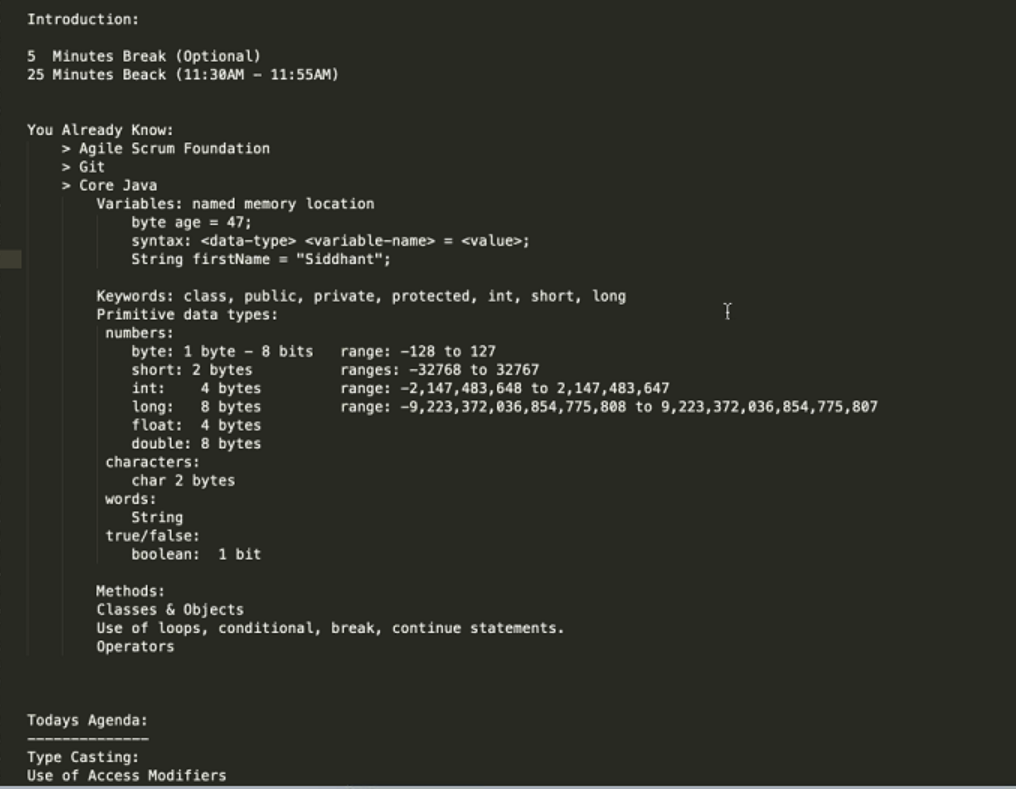 Introduction:
5  Minutes Break (Optional)
25 Minutes Beack (11:30AM – 11:55AM)
You Already Know:
> Agile Scrum Foundation
> Git
> Core Java
Variables: named memory location
byte age = 47;
syntax: <data-type> <variable-name> = <value>;
String firstName = "Siddhant";
Keywords: class, public, private, protected, int, short, long
Primitive data types:
numbers:
byte: 1 byte – 8 bits   range: -128 to 127
short: 2 bytes          ranges: -32768 to 32767
int:    4 bytes         range: -2,147,483,648 to 2,147,483,647
long:   8 bytes         range: -9,223,372,036,854,775,808 to 9,223,372,036,854,775,807
float:  4 bytes
double: 8 bytes
characters:
char 2 bytes
words:
String
true/false:
boolean:  1 bit
Methods:
Classes & Objects
Use of loops, conditional, break, continue statements.
Operators
Todays Agenda:
--------------
Type Casting:
Use of Access Modifiers